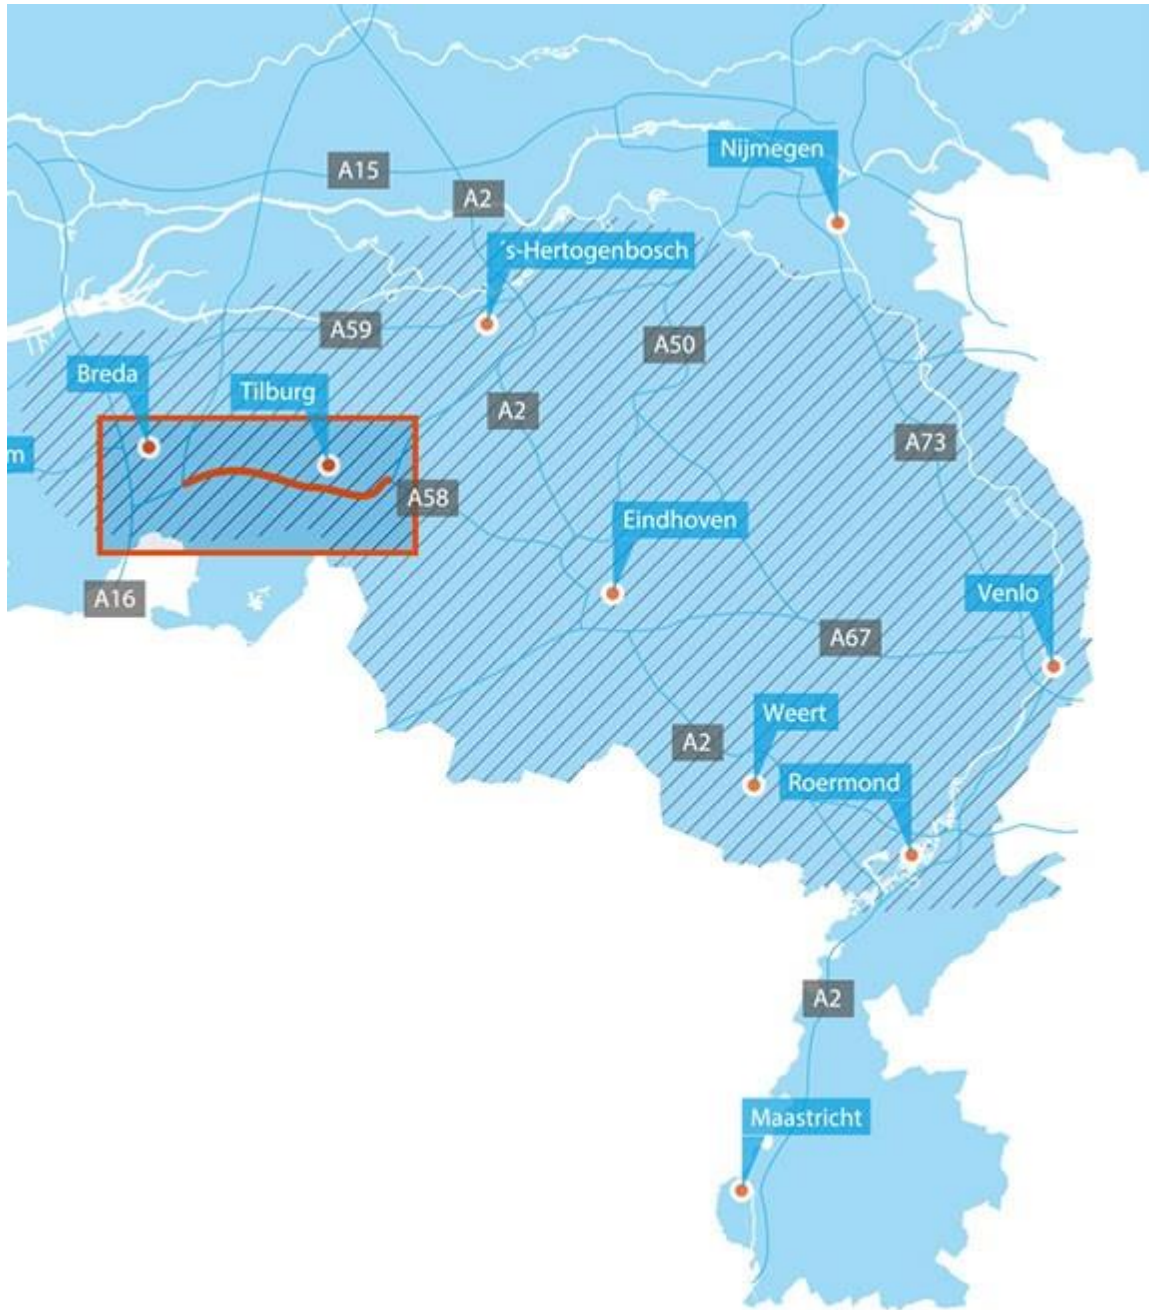 Nijmegen
A15
A2
's-Hertogenbosch
A59
A50
Breda
Tilburg
A2
A73
m
A58
Eindhoven
A16
Venlo
A67
Weert
A2
Roermond
A2
Maastricht